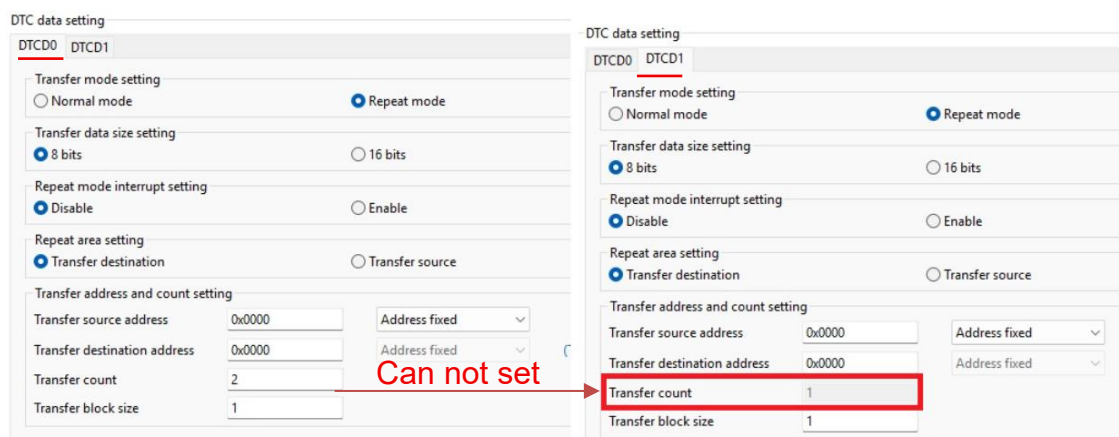 DTC data setting
DTCD0 DTCD1
Transfer mode setting
Normal mode Repeat mode
Transfer data size setting
8 bits 16 bits
Repeat mode interrupt setting
Disable Enable
Repeat area setting
Transfer destination Transfer source
Transfer address and count setting
Transfer source address 0x0000 Address fixed
Transfer destination address 0x0000 Address fixed
Transfer count 2
Transfer block size 1
Can not set
DTC data setting
DTCD0 DTCD1
Transfer mode setting
Normal mode Repeat mode
Transfer data size setting
8 bits 16 bits
Repeat mode interrupt setting
Disable Enable
Repeat area setting
Transfer destination Transfer source
Transfer address and count setting
Transfer source address 0x0000 Address fixed
Transfer destination address 0x0000 Address fixed
Transfer count 1
Transfer block size 1